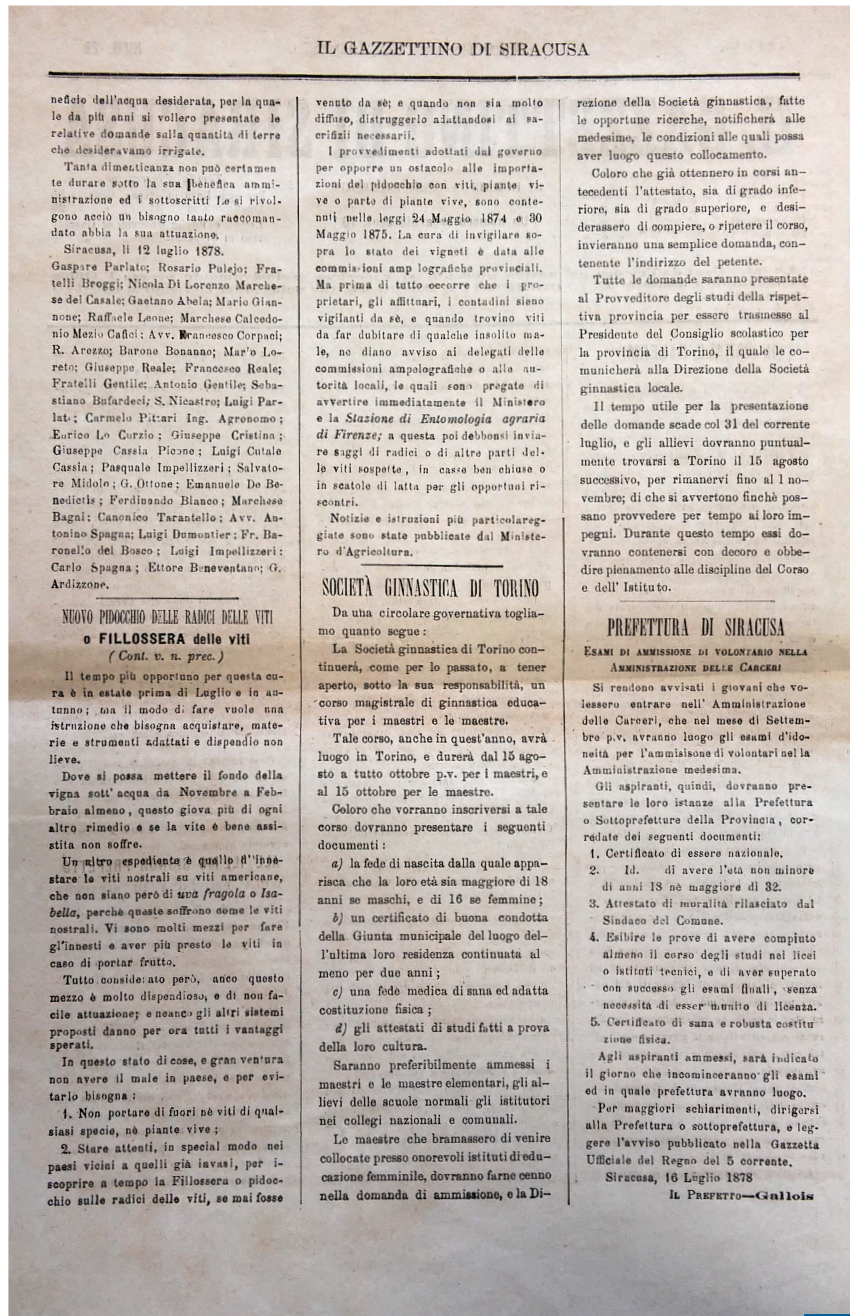 IL GAZZETTINO DI SIRACUSA
neficio dell'acqua desiderata, per la qua-
le da più anni si vollero presentate le
relative domande sulla quantità di terre
che desideravamo irrigate.
Tanta dimenticanza non può certamen
te durare sotto la sua benefica ammi-
nistrazione ed i sottoscritti Le si rivol-
gono acciò un bisogno tanto raccoman-
dato abbia la sua attuazione.
Siracusa, li 12 luglio 1878.
Gaspare Parlato; Rosario Pulejo; Fra-
telli Broggi; Nicola Di Lorenzo Marche-
se del Casale; Gaetano Abela; Mario Gian-
none; Raffaele Leone; Marchese Calcedo-
nio Mezio Cafici; Avv. Francesco Corpaci;
R. Arezzo; Barone Bonanno; Mario Lo-
reto; Giuseppe Reale; Francesco Reale;
Fratelli Gentile; Antonio Gentile; Seba-
stiano Bufardeci; S. Nicastro; Luigi Par-
lato; Carmelo Pittari Ing. Agronomo;
Enrico Lo Curzio; Giuseppe Cristina;
Giuseppe Cassia Picone; Luigi Cutale
Cassia; Pasquale Impellizzeri; Salvato-
re Midolo; G. Ottone; Emanuele De Be-
nedictis; Ferdinando Bianco; Marchese
Bagni; Canonico Tarantello; Avv. An-
tonino Spagna; Luigi Dumontier; Fr. Ba-
ronello del Bosco; Luigi Impellizzeri:
Carlo Spagna; Ettore Beneventano; G.
Ardizzone.
NUOVO PIDOCCHIO DELLE RADICI DELLE VITI
o FILLOSSERA delle viti
(Cont. v. n. prec.)
Il tempo più opportuno per questa cu-
ra è in estate prima di Luglio e in au-
tunno; ma il modo di fare vuole una
istruzione che bisogna acquistare, mate-
rie e strumenti adattati e dispendio non
lieve.
Dove si possa mettere il fondo della
vigna sott' acqua da Novembre a Feb-
braio almeno, questo giova più di ogni
altro rimedio e se la vite è bene assi-
stita non soffre.
Un altro espediente è quello d'inne-
stare le viti nostrali su viti americane,
che non siano però di uva fragola o Isa-
bella, perchè queste soffrono come le viti
nostrali. Vi sono molti mezzi per fare
gl'innesti e aver più presto le viti in
caso di portar frutto.
Tutto considerato però, anco questo
mezzo è molto dispendioso, e di non fa-
cile attuazione; e neanco gli altri sistemi
proposti danno per ora tutti i vantaggi
sperati.
In questo stato di cose, e gran ventura
non avere il male in paese, e per evi-
tarlo bisogna:
1. Non portare di fuori nè viti di qual-
siasi specie, nè piante vive;
2. Stare attenti, in special modo nei
paesi vicini a quelli già invasi, per i-
scoprire a tempo la Fillossera o pidoc-
chio sulle radici delle viti, se mai fosse
venuto da sè; e quando non sia molto
diffuso, distruggerlo adattandosi ai sa-
crifizii necessarii.
I provvedimenti adottati dal governo
per opporre un ostacolo alle importa-
zioni del pidocchio con viti, piante vi-
ve o parte di piante vive, sono conte-
nuti nelle leggi 24 Maggio 1874 e 30
Maggio 1875. La cura di invigilare so-
pra lo stato dei vigneti è data alle
commissioni amp lografiche provinciali.
Ma prima di tutto occorre che i pro-
prietari, gli affittuari, i contadini sieno
vigilanti da sè, e quando trovino viti
da far dubitare di qualche insolito ma-
le, ne diano avviso ai delegati delle
commissioni ampelografiche o alle au-
torità locali, le quali sono pregate di
avvertire immediatamente il Ministero
e la Stazione di Entomologia agraria
di Firenze; a questa poi debbonsi invia-
re saggi di radici o di altre parti del-
le viti sospette, in casse ben chiuse o
in scatole di latta per gli opportuni ri-
scontri.
Notizie e istruzioni più particolareg-
giate sono state pubblicate dal Ministe-
ro d'Agricoltura.
SOCIETÀ GINNASTICA DI TORINO
Da una circolare governativa toglia-
mo quanto segue:
La Società ginnastica di Torino con-
tinuerà, come per lo passato, a tener
aperto, sotto la sua responsabilità, un
corso magistrale di ginnastica educa-
tiva per i maestri e le maestre.
Tale corso, anche in quest'anno, avrà
luogo in Torino, e durerà dal 15 ago-
sto a tutto ottobre p.v. per i maestri, e
al 15 ottobre per le maestre.
Coloro che vorranno inscriversi a tale
corso dovranno presentare i seguenti
documenti:
a) la fede di nascita dalla quale appa-
risca che la loro età sia maggiore di 18
anni se maschi, e di 16 se femmine;
b) un certificato di buona condotta
della Giunta municipale del luogo del-
l'ultima loro residenza continuata al
meno per due anni;
c) una fede medica di sana ed adatta
costituzione fisica;
d) gli attestati di studi fatti a prova
della loro cultura.
Saranno preferibilmente ammessi i
maestri e le maestre elementari, gli al-
lievi delle scuole normali gli istitutori
nei collegi nazionali e comunali.
Le maestre che bramassero di venire
collocate presso onorevoli istituti di edu-
cazione femminile, dovranno farne cenno
nella domanda di ammissione, e la Di-
rezione della Società ginnastica, fatte
le opportune ricerche, notificherà alle
medesime, le condizioni alle quali possa
aver luogo questo collocamento.
Coloro che già ottennero in corsi an-
tecedenti l'attestato, sia di grado infe-
riore, sia di grado superiore, e desi-
derassero di compiere, o ripetere il corso,
invieranno una semplice domanda, con-
tenente l'indirizzo del petente.
Tutte le domande saranno presentate
al Provveditore degli studi della rispet-
tiva provincia per essere trasmesse al
Presidente del Consiglio scolastico per
la provincia di Torino, il quale le co-
municherà alla Direzione della Società
ginnastica locale.
Il tempo utile per la presentazione
delle domande scade col 31 del corrente
luglio, e gli allievi dovranno puntual-
mente trovarsi a Torino il 15 agosto
successivo, per rimanervi fino al 1 no-
vembre; di che si avvertono finchè pos-
sano provvedere per tempo ai loro im-
pegni. Durante questo tempo essi do-
vranno contenersi con decoro e obbe-
dire pienamente alle discipline del Corso
e dell' Istituto.
PREFETTURA DI SIRACUSA
ESAMI DI AMMISSIONE DI VOLONTARIO NELLA
AMMINISTRAZIONE DELLE CARCERI
Si rendono avvisati i giovani che vo-
lessero entrare nell' Amministrazione
delle Carceri, che nel mese di Settem-
bre p.v. avranno luogo gli esami d'ido-
neità per l'ammisisone di volontari nel la
Amministrazione medesima.
Gli aspiranti, quindi, dovranno pre-
sentare le loro istanze alla Prefettura
o Sottoprefetture della Provincia, cor-
redate dei seguenti documenti:
1. Certificato di essere nazionale.
2. Id. di avere l'età non minore
di anni 18 nè maggiore di 32.
3. Attestato di moralità rilasciato dal
Sindaco del Comune.
4. Esibire le prove di avere compiuto
almeno il corso degli studi nei licei
o istituti tecnici, e di aver superato
con successo gli esami finali, senza
necessità di esser munito di licenza.
5. Certificato di sana e robusta costitu
zione fisica.
Agli aspiranti ammessi, sarà indicato
il giorno che incominceranno gli esami
ed in quale prefettura avranno luogo.
Per maggiori schiarimenti, dirigersi
alla Prefettura o sottoprefettura, e leg-
gere l'avviso pubblicato nella Gazzetta
Ufficiale del Regno del 5 corrente.
Siracusa, 16 Luglio 1878
IL PREFETTO—Gallois